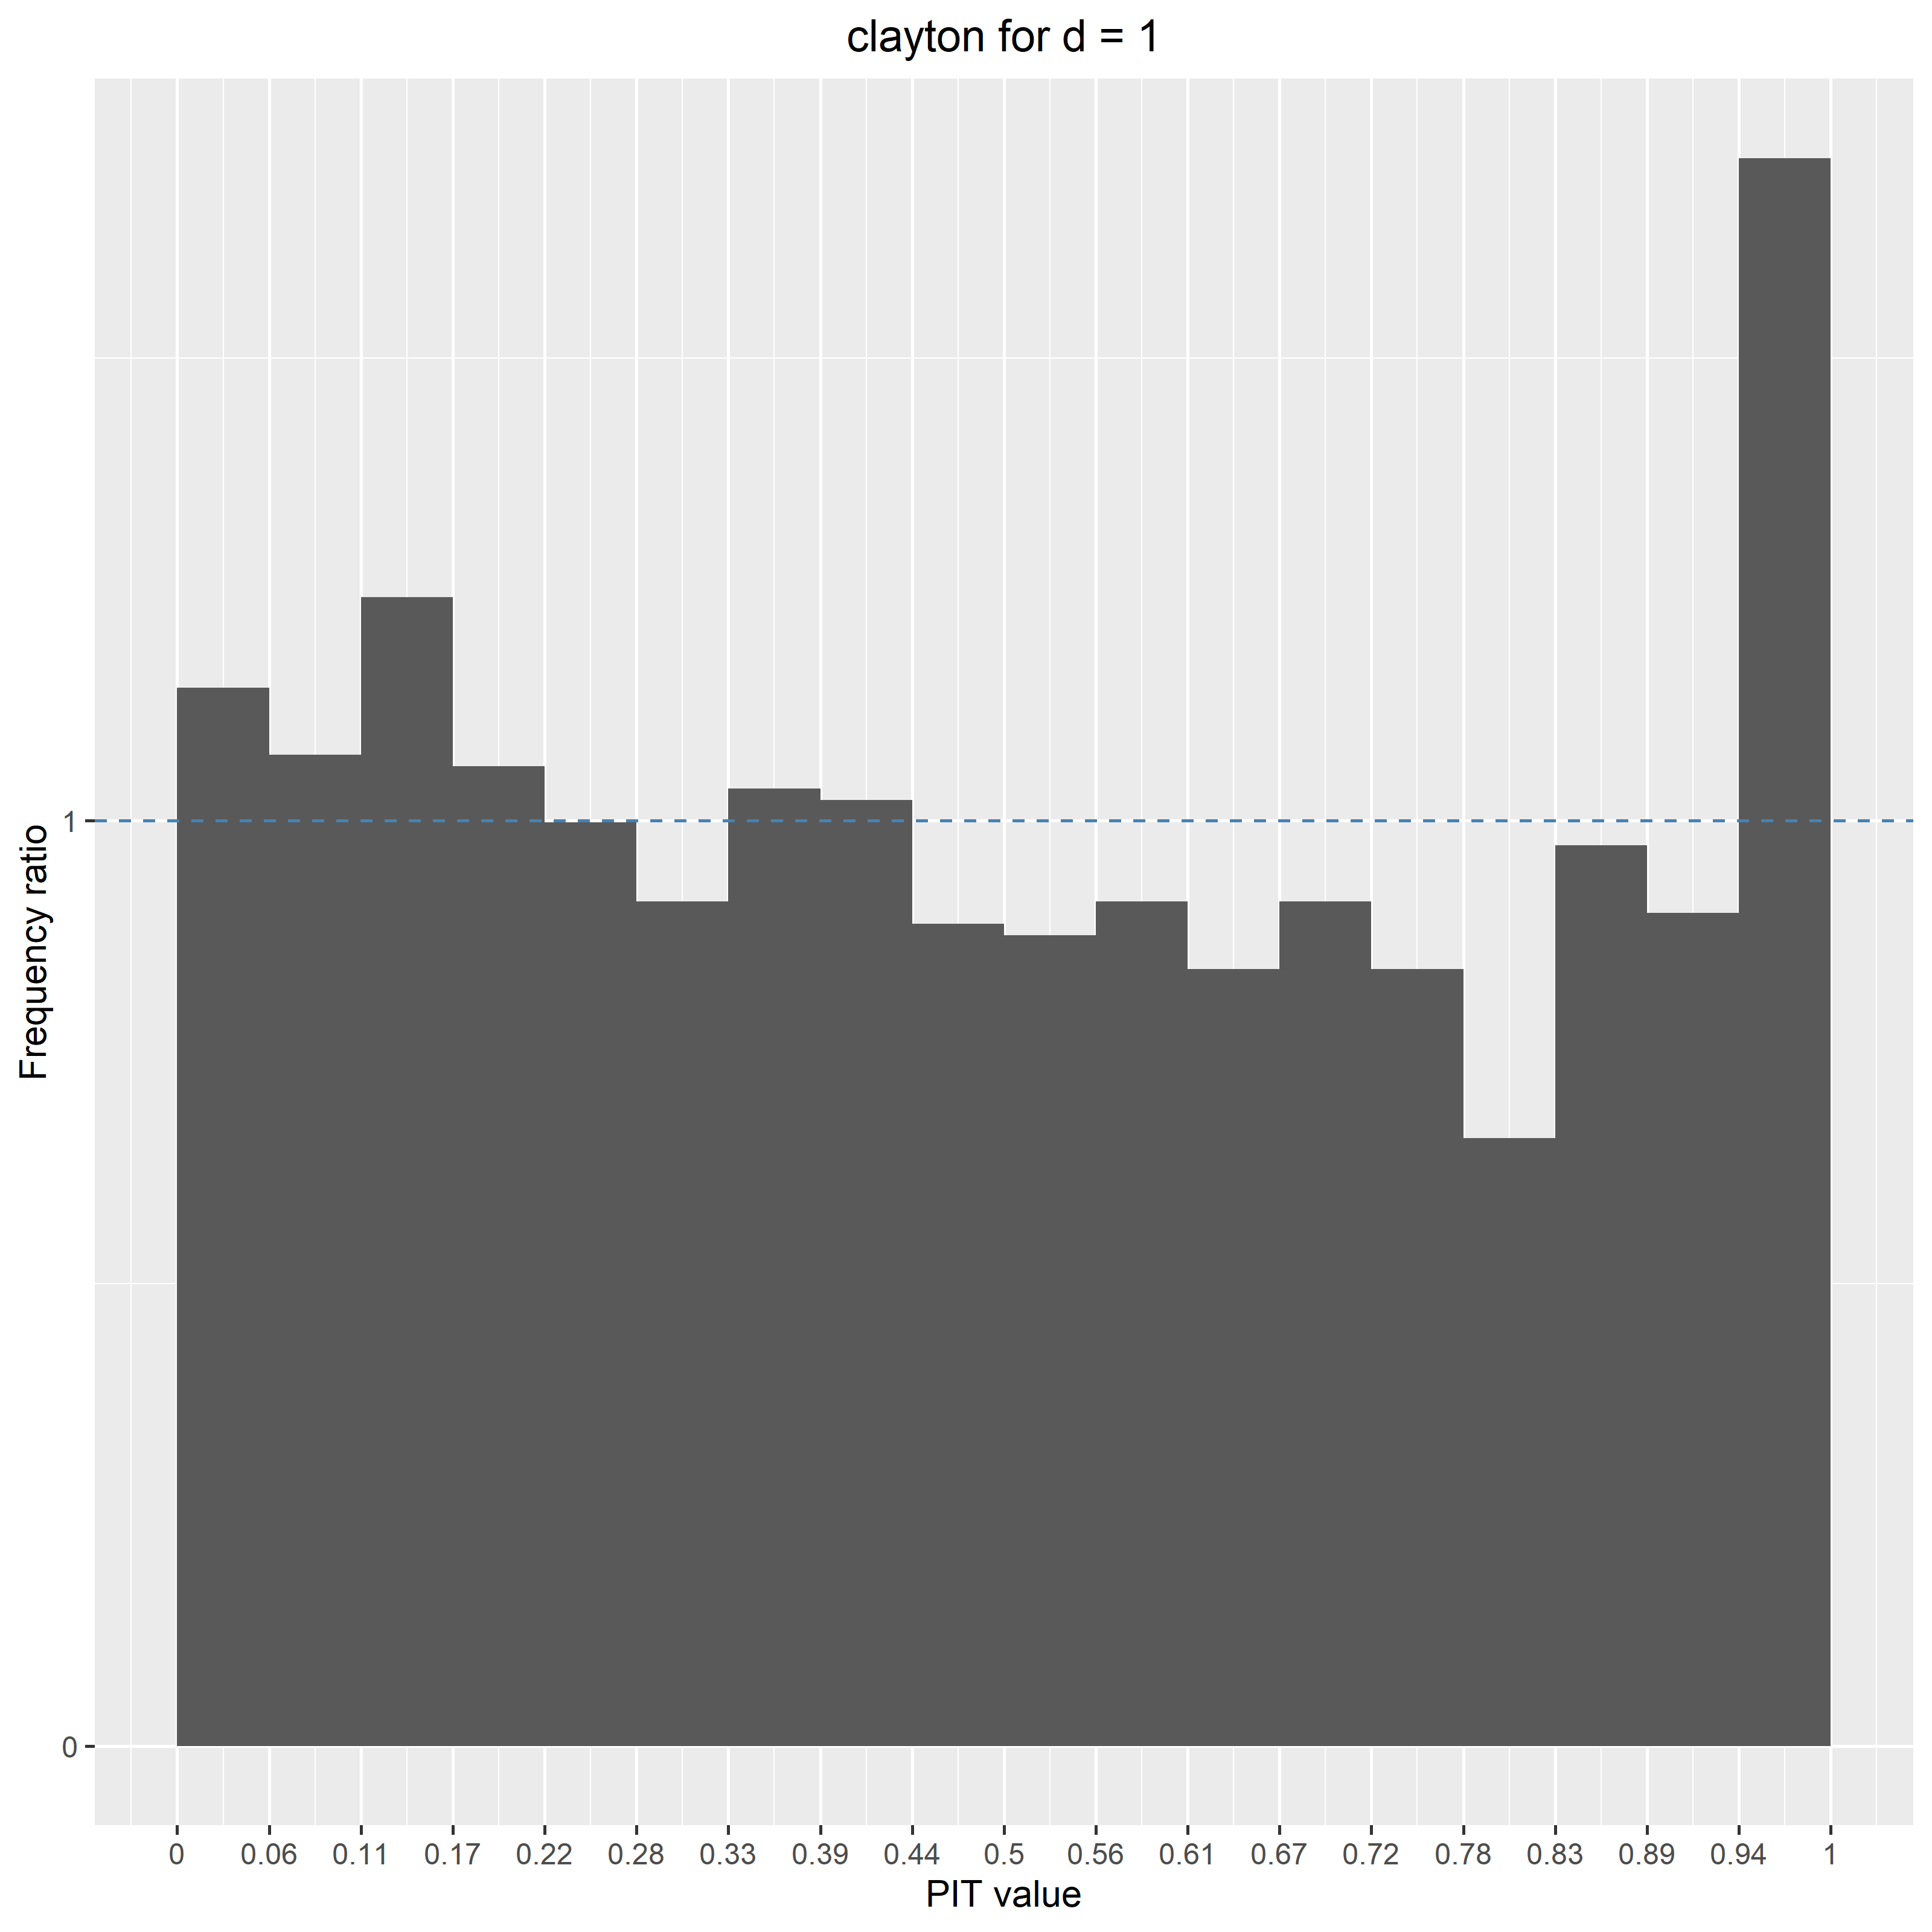 clayton for d = 1
Frequency ratio
1
0
0 0.06 0.11 0.17 0.22 0.28 0.33 0.39 0.44 0.5 0.56 0.61 0.67 0.72 0.78 0.83 0.89 0.94 1
PIT value